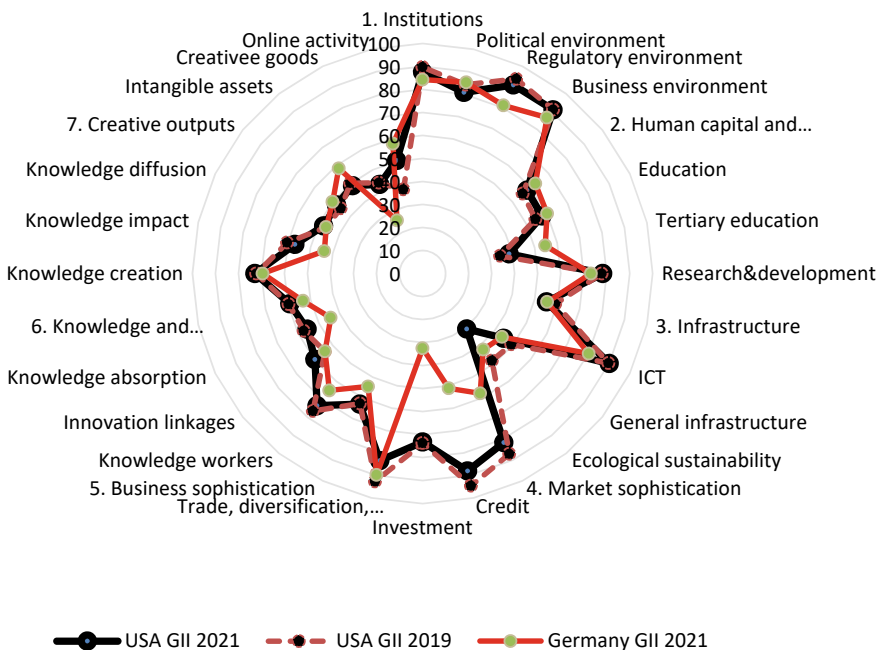 1. Institutions
Political environment
Regulatory environment
Business environment
2. Human capital and...
Education
Tertiary education
Research&development
3. Infrastructure
ICT
General infrastructure
Ecological sustainability
4. Market sophistication
Credit
Investment
Trade, diversification,...
5. Business sophistication
Knowledge workers
Innovation linkages
Knowledge absorption
6. Knowledge and...
Knowledge creation
Knowledge impact
Knowledge diffusion
7. Creative outputs
Intangible assets
Creativee goods
Online activity
100
90
80
70
60
50
40
30
20
10
0
USA GII 2021
USA GII 2019
Germany GII 2021